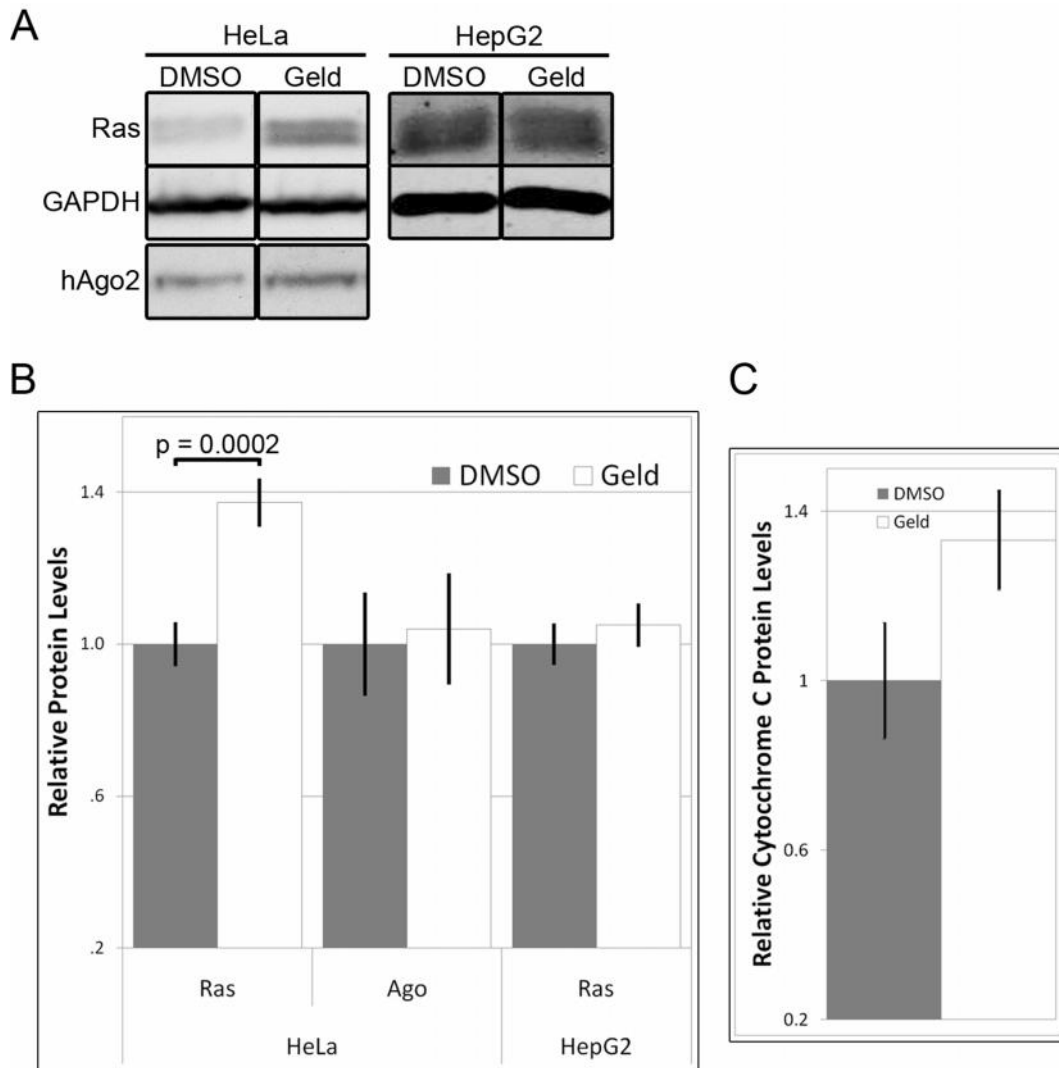 A
HeLa
HepG2
DMSO
Geld
DMSO
Geld
Ras
GAPDH
hAgo2
B
p = 0.0002
DMSO
Geld
Relative Protein Levels
1.4
1.0
.6
.2
Ras
Ago
Ras
HeLa
HepG2
C
DMSO
Geld
Relative Cytocchrome C Protein Levels
1.4
1
0.6
0.2